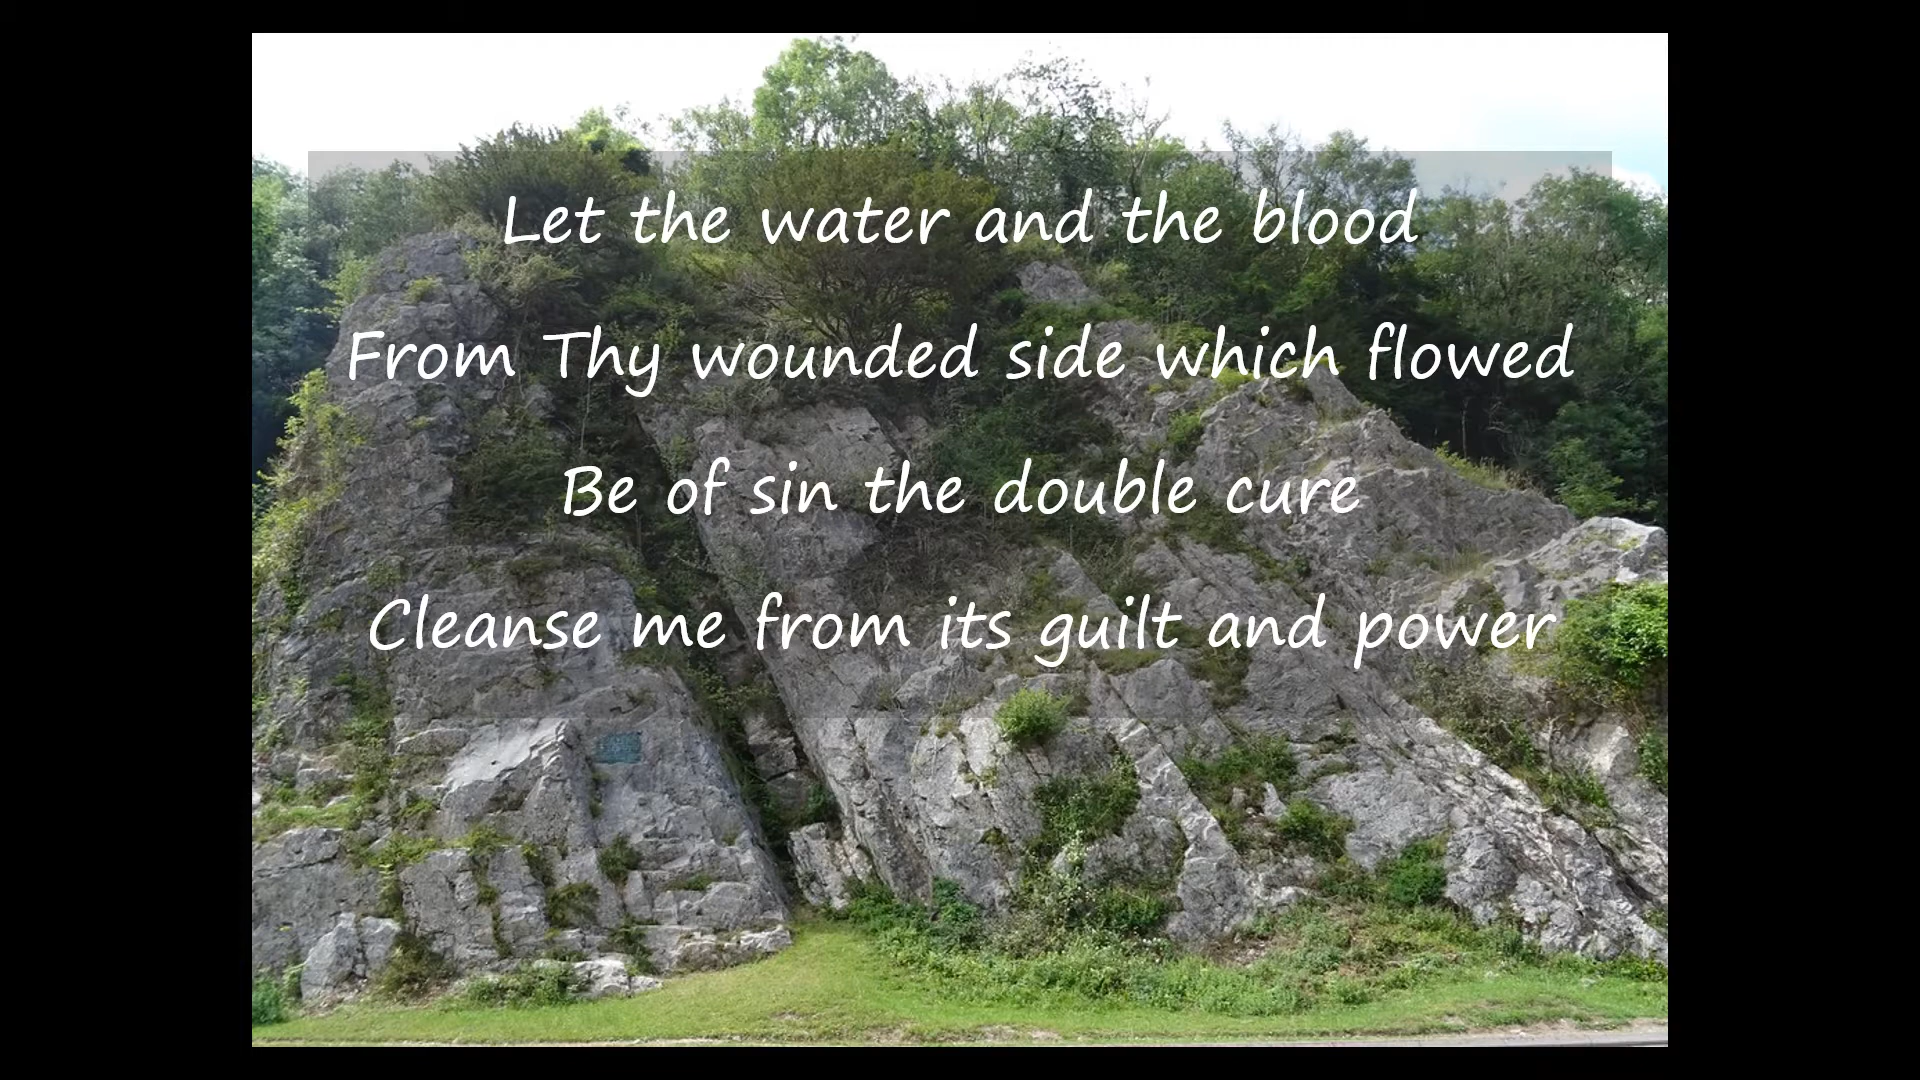 Let the water and the blood
From Thy wounded side which flowed
Be of sin the double cure
Cleanse me from its guilt and power